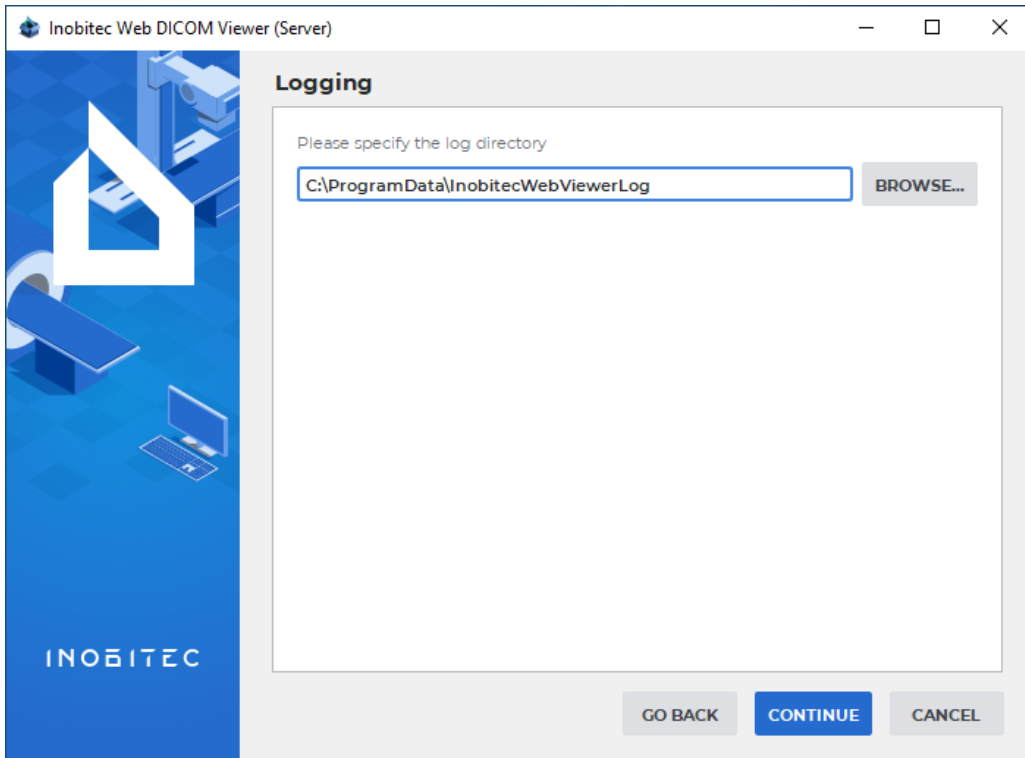 Inobitec Web DICOM Viewer (Server)
Logging
Please specify the log directory
C:\ProgramData\InobitecWebViewerLog
BROWSE...
INOBITEC
GO BACK
CONTINUE
CANCEL